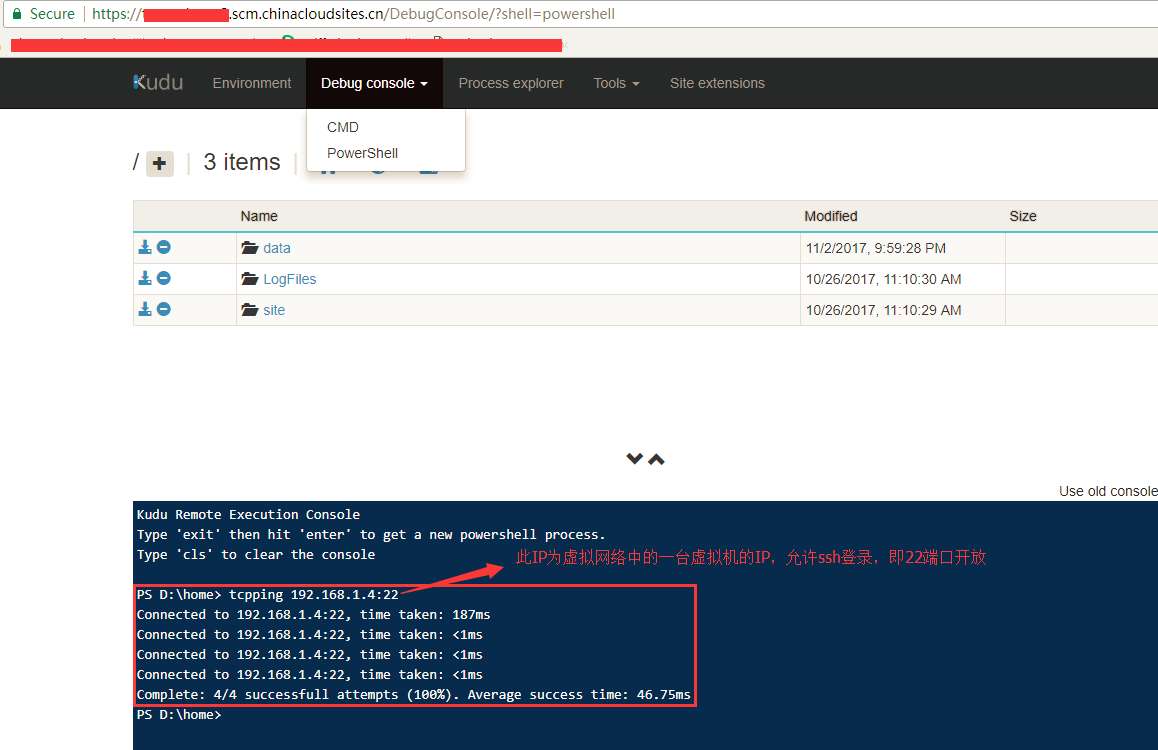 Secure https:// .scm.chinacloudsites.cn/DebugConsole/?shell=powershell
Kudu Environment Debug console Process explorer Tools Site extensions
CMD
PowerShell
/ 3 items
Name Modified Size
data 11/2/2017, 9:59:28 PM
LogFiles 10/26/2017, 11:10:30 AM
site 10/26/2017, 11:10:29 AM
Use old console
Kudu Remote Execution Console
Type 'exit' then hit 'enter' to get a new powershell process.
Type 'cls' to clear the console
此IP为虚拟网络中的一台虚拟机的IP，允许ssh登录，即22端口开放
PS D:\home> tcpping 192.168.1.4:22
Connected to 192.168.1.4:22, time taken: 187ms
Connected to 192.168.1.4:22, time taken: <1ms
Connected to 192.168.1.4:22, time taken: <1ms
Connected to 192.168.1.4:22, time taken: <1ms
Complete: 4/4 successfull attempts (100%). Average success time: 46.75ms
PS D:\home>